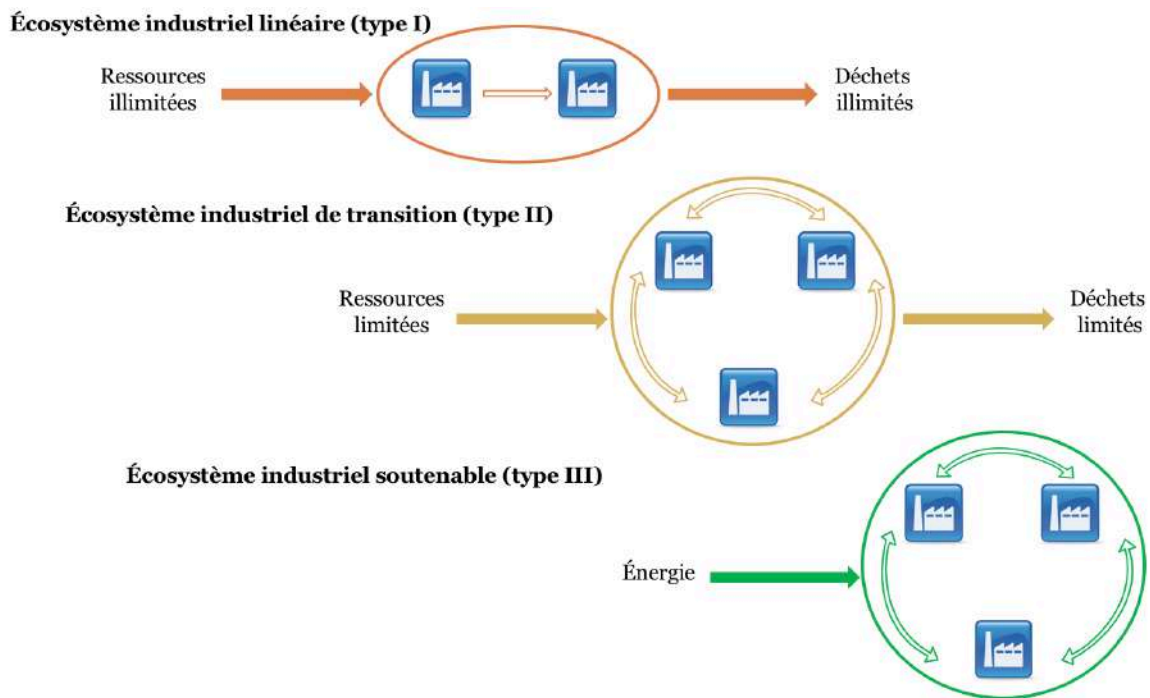 Écosystème industriel linéaire (type I)
Ressources
illimitées
Déchets
illimités
Écosystème industriel de transition (type II)
Ressources
limitées
Déchets
limités
Écosystème industriel soutenable (type III)
Énergie